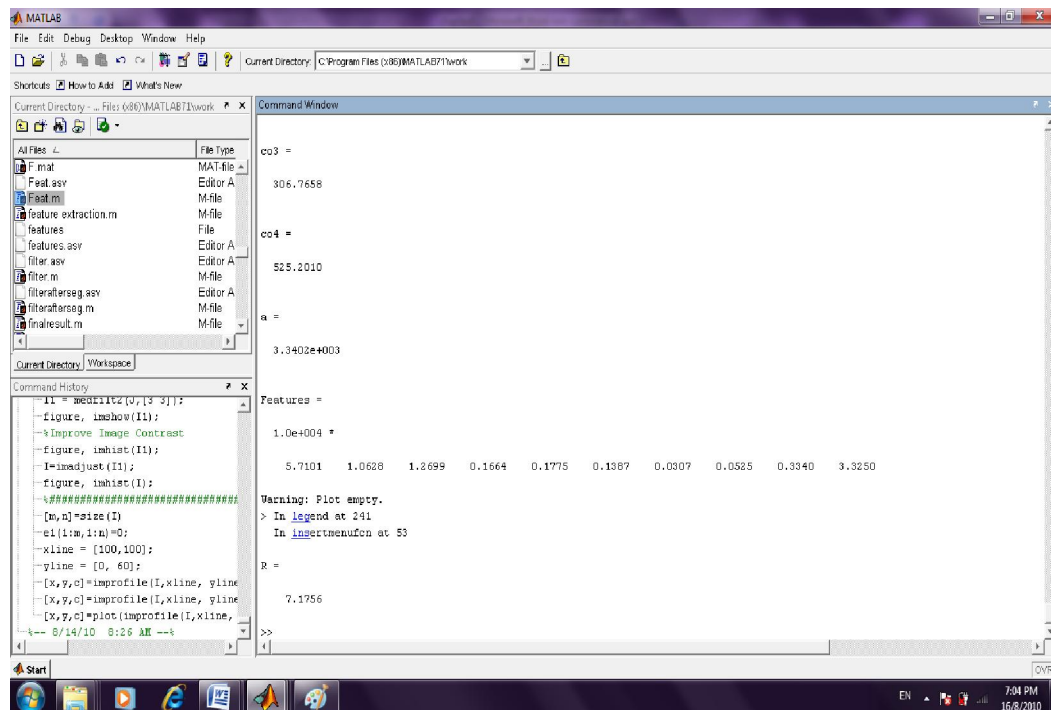 MATLAB
File Edit Debug Desktop Window Help
Current Directory: C:\Program Files (x86)\MATLAB71\work
Shortcuts How to Add What's New
Current Directory - ... Files (x86)\MATLAB71\work
All Files File Type
F.mat MAT-file
Feat.asv Editor A
Feat.m M-file
feature extraction.m M-file
features File
features.asv Editor A
filter.asv Editor A
filter.m M-file
filterafterseg.asv Editor A
filterafterseg.m M-file
finalresult.m M-file
Current Directory Workspace
Command History
I1 = medfilt2(J,[3 3]);
figure, imshow(I1);
%Improve Image Contrast
figure, imhist(I1);
I=imadjust(I1);
figure, imhist(I);
%###############################
[m,n]=size(I)
e1(1:m,1:n)=0;
xline = [100,100];
yline = [0, 60];
[x,y,c]=improfile(I,xline, yline
[x,y,c]=improfile(I,xline, yline
[x,y,c]=plot(improfile(I,xline,
%-- 8/14/10 8:26 AM --%
Command Window
co3 =
306.7658
co4 =
525.2010
a =
3.3402e+003
Features =
1.0e+004 *
5.7101 1.0628 1.2699 0.1664 0.1775 0.1387 0.0307 0.0525 0.3340 3.3250
Warning: Plot empty.
> In legend at 241
In insertmenufcn at 53
R =
7.1756
>>
Start
OVR
EN
7:04 PM
16/8/2010